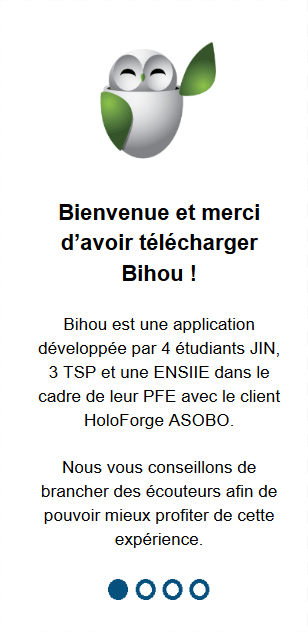 Bienvenue et merci
d’avoir télécharger
Bihou !
Bihou est une application
développée par 4 étudiants JIN,
3 TSP et une ENSIIE dans le
cadre de leur PFE avec le client
HoloForge ASOBO.
Nous vous conseillons de
brancher des écouteurs afin de
pouvoir mieux profiter de cette
expérience.